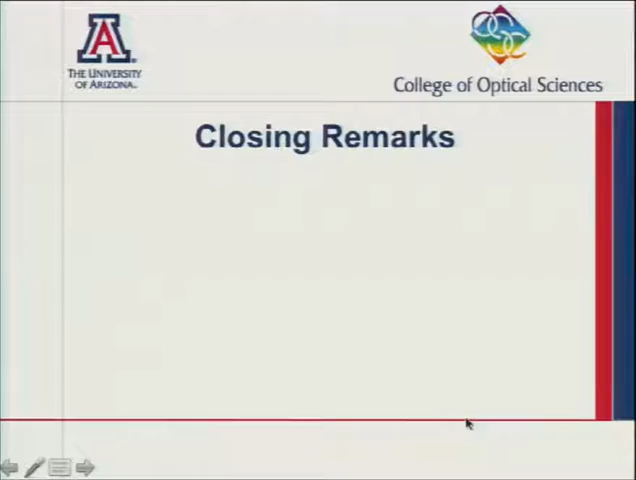 A
THE UNIVERSITY
OF ARIZONA.
College of Optical Sciences
Closing Remarks